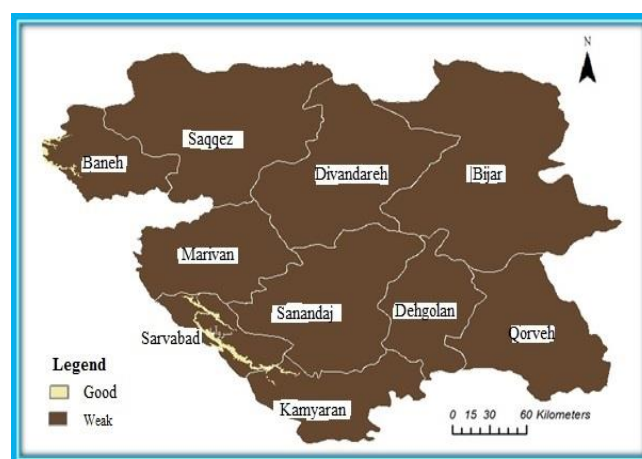 N
Saqqez
Baneh
Divandareh
Bijar
Marivan
Sanandaj
Dehgolan
Qorveh
Sarvabad
Kamyaran
Legend
Good
Weak
0 15 30 60 Kilometers